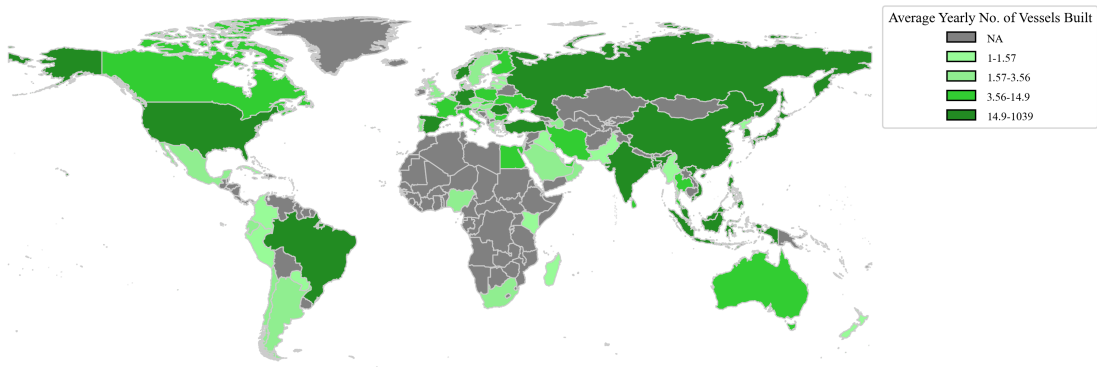 Average Yearly No. of Vessels Built
NA
1-1.57
1.57-3.56
3.56-14.9
14.9-1039